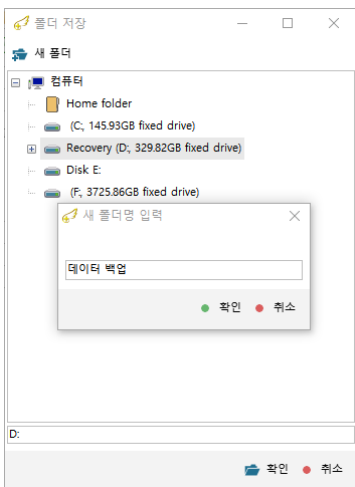 폴더 저장
새 폴더
컴퓨터
Home folder
(C:, 145.93GB fixed drive)
Recovery (D:, 329.82GB fixed drive)
Disk E:
(F:, 3725.86GB fixed drive)
새 폴더명 입력
데이터 백업
확인 취소
D:
확인 취소